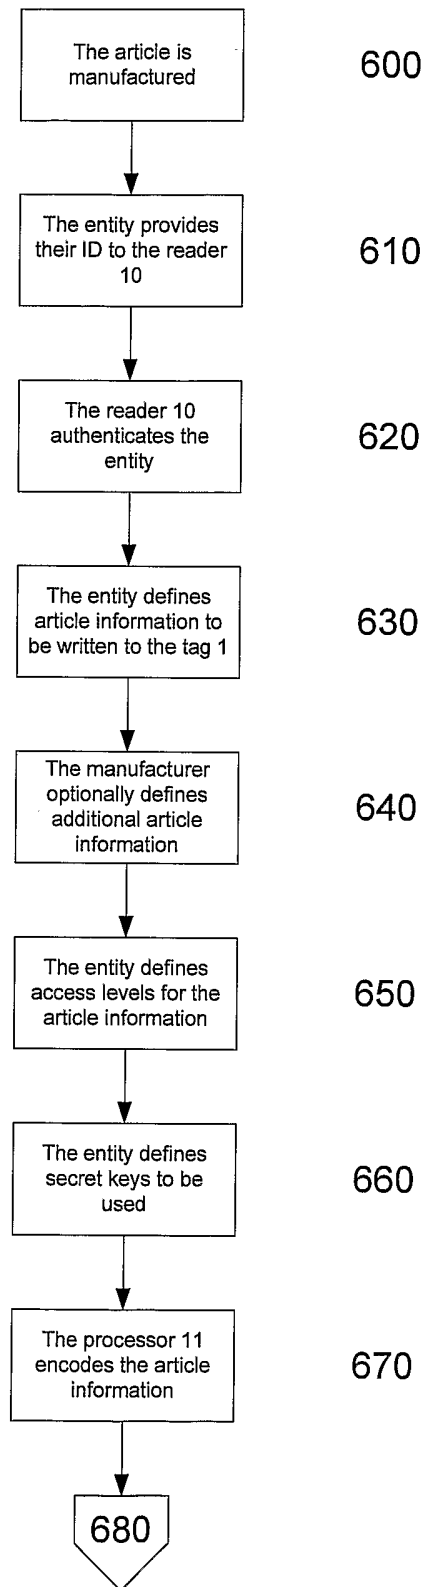 The article is
manufactured
600
The entity provides
their ID to the reader
10
610
The reader 10
authenticates the
entity
620
The entity defines
article information to
be written to the tag 1
630
The manufacturer
optionally defines
additional article
information
640
The entity defines
access levels for the
article information
650
The entity defines
secret keys to be
used
660
The processor 11
encodes the article
information
670
680